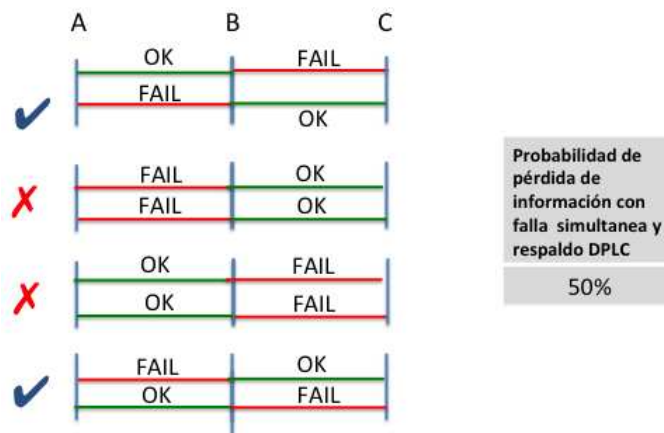 A B C
OK FAIL
FAIL
OK
FAIL OK
FAIL OK
OK FAIL
OK FAIL
FAIL OK
OK FAIL
Probabilidad de
pérdida de
información con
falla simultanea y
respaldo DPLC
50%